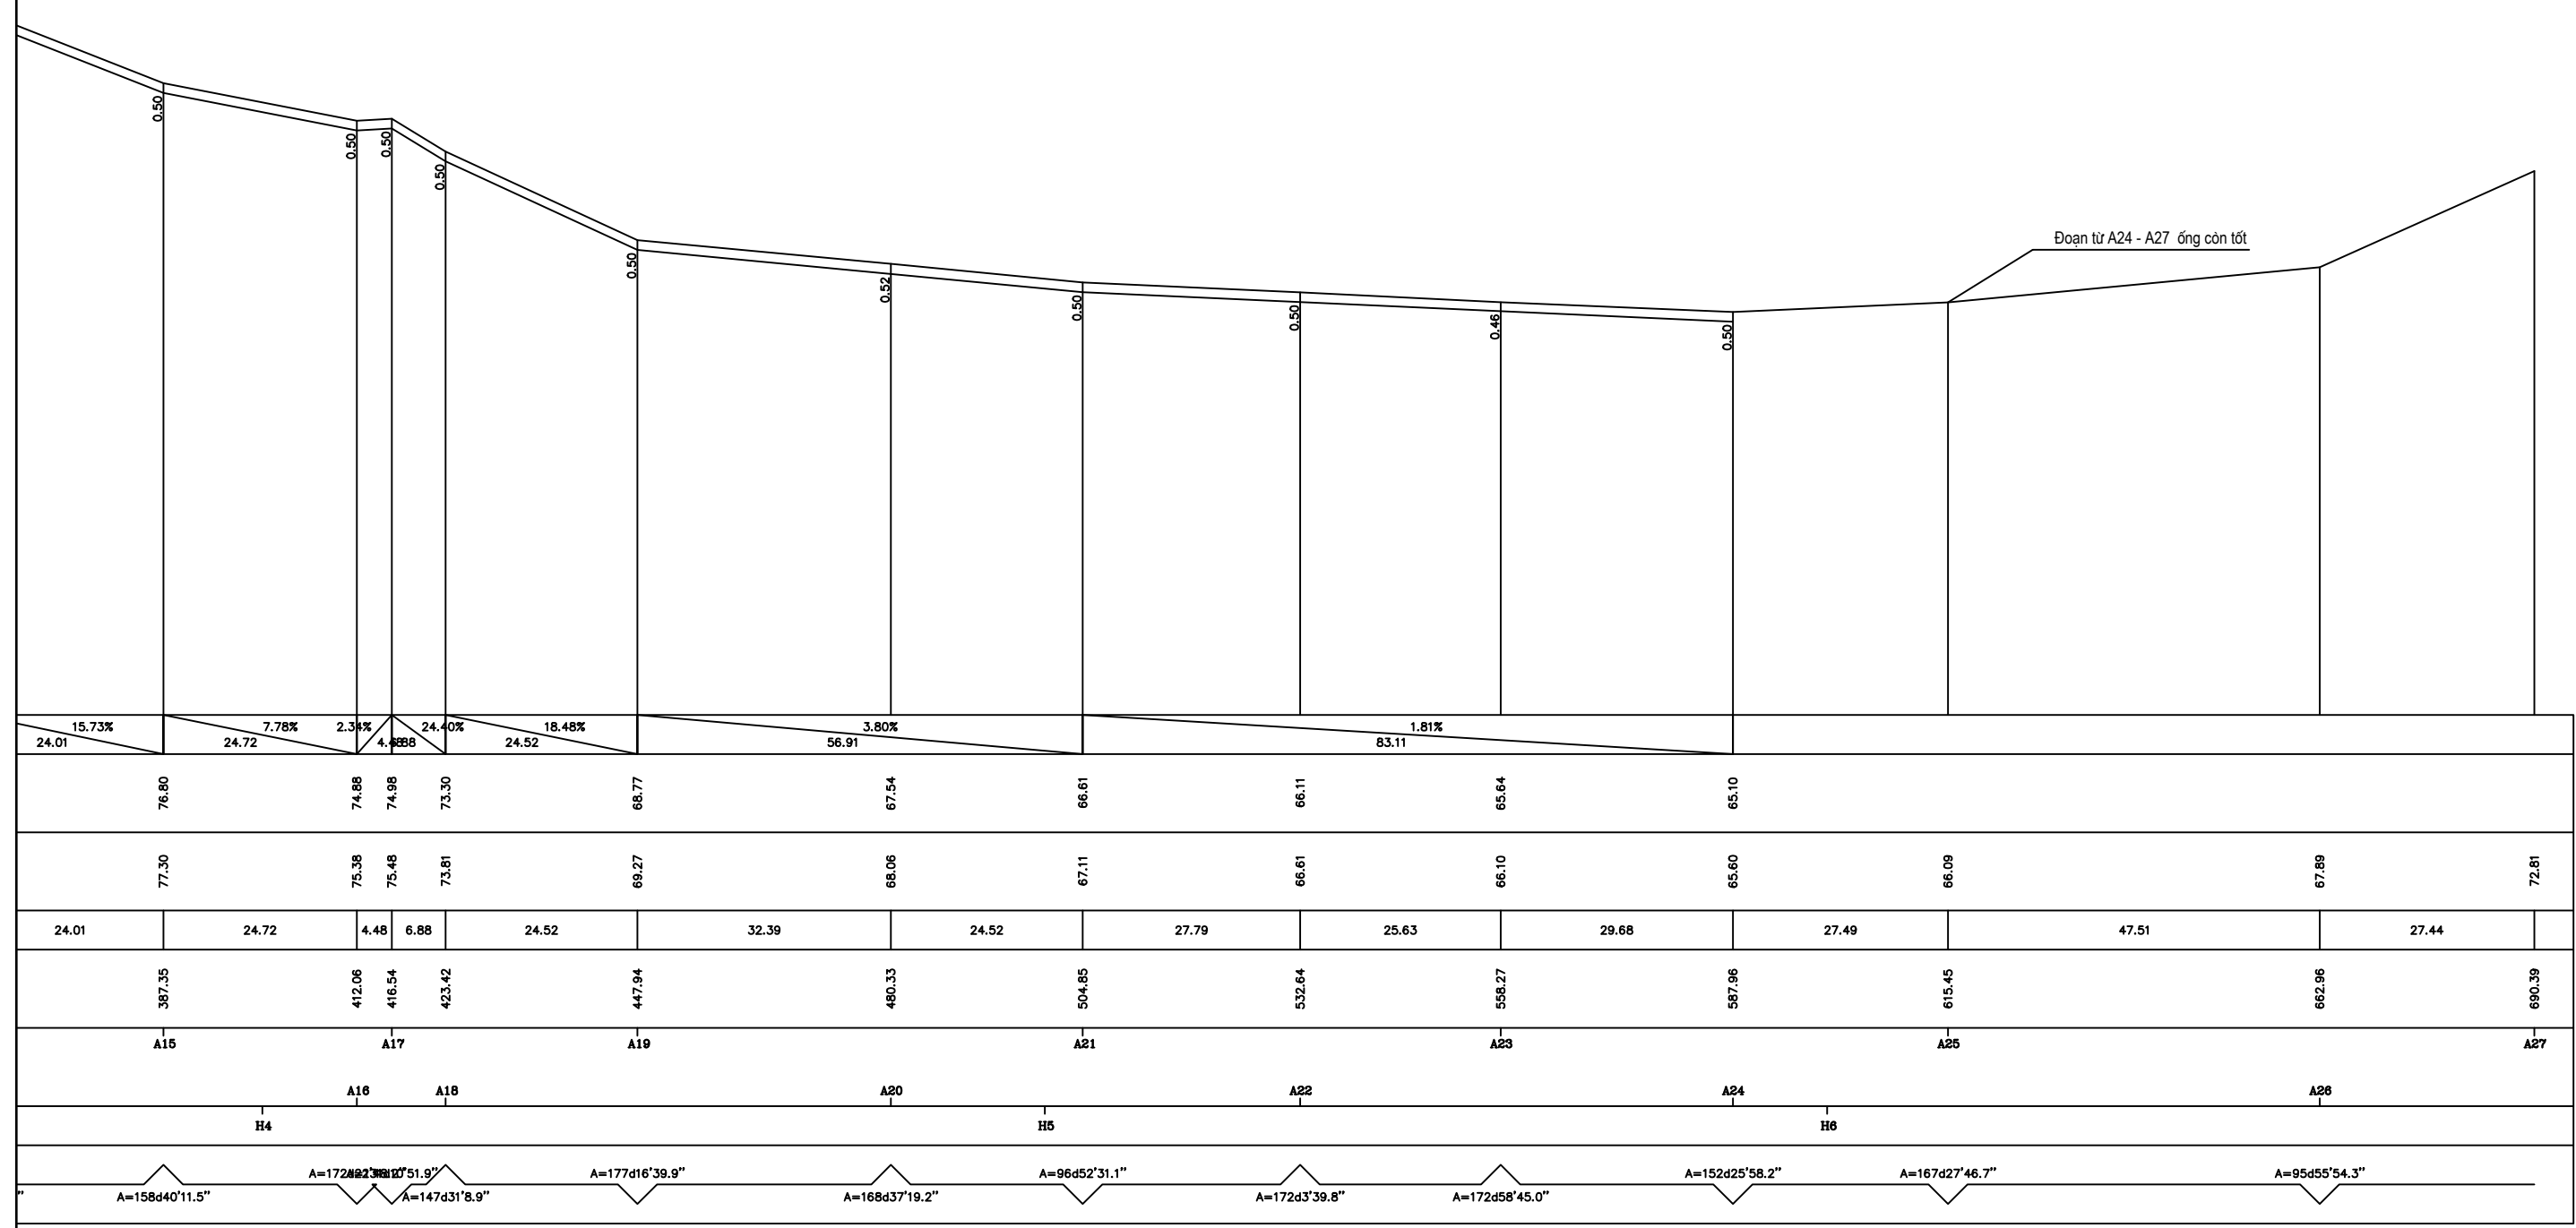 Đoạn từ A24 - A27 ống còn tốt
0.50 0.50 0.50 0.50 0.50 0.52 0.50 0.50 0.46 0.50
15.73% 7.78% 2.34% 24.40% 18.48% 3.80% 1.81%
24.01 24.72 4.48 6.88 24.52 56.91 83.11
76.80 74.88 74.98 73.30 68.77 67.54 66.61 66.11 65.64 65.10
77.30 75.38 75.48 73.81 69.27 68.06 67.11 66.61 66.10 65.60 66.09 67.89 72.81
24.01 24.72 4.48 6.88 24.52 32.39 24.52 27.79 25.63 29.68 27.49 47.51 27.44
387.35 412.06 416.54 423.42 447.94 480.33 504.85 532.64 558.27 587.96 615.45 662.96 690.39
A15 A17 A19 A21 A23 A25 A27
A16 A18 A20 A22 A24 A26
H4 H5 H6
A=177d16'39.9" A=96d52'31.1" A=152d25'58.2" A=167d27'46.7" A=95d55'54.3"
A=158d40'11.5" A=147d31'8.9" A=168d37'19.2" A=172d3'39.8" A=172d58'45.0"